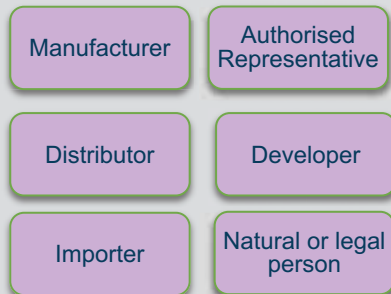 Manufacturer
Authorised
Representative
Distributor
Developer
Importer
Natural or legal
person